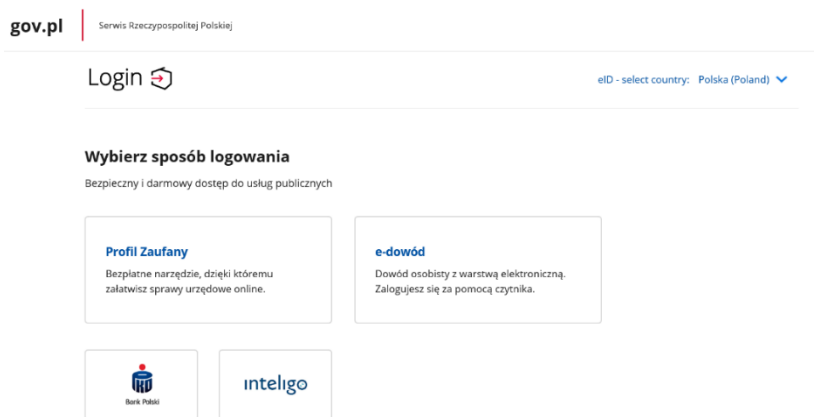 gov.pl Serwis Rzeczypospolitej Polskiej
Login
eID - select country: Polska (Poland)
Wybierz sposób logowania
Bezpieczny i darmowy dostęp do usług publicznych
Profil Zaufany
Bezpłatne narzędzie, dzięki któremu
załatwisz sprawy urzędowe online.
e-dowód
Dowód osobisty z warstwą elektroniczną.
Zalogujesz się za pomocą czytnika.
Bank Polski
inteligo